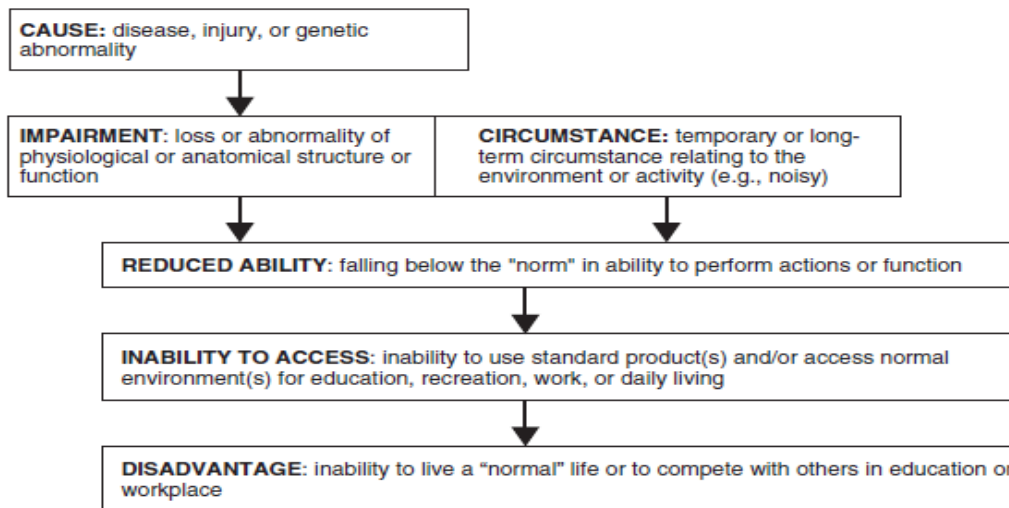 CAUSE: disease, injury, or genetic
abnormality
IMPAIRMENT: loss or abnormality of
physiological or anatomical structure or
function
CIRCUMSTANCE: temporary or long-
term circumstance relating to the
environment or activity (e.g., noisy)
REDUCED ABILITY: falling below the "norm" in ability to perform actions or function
INABILITY TO ACCESS: inability to use standard product(s) and/or access normal
environment(s) for education, recreation, work, or daily living
DISADVANTAGE: inability to live a “normal” life or to compete with others in education or
workplace